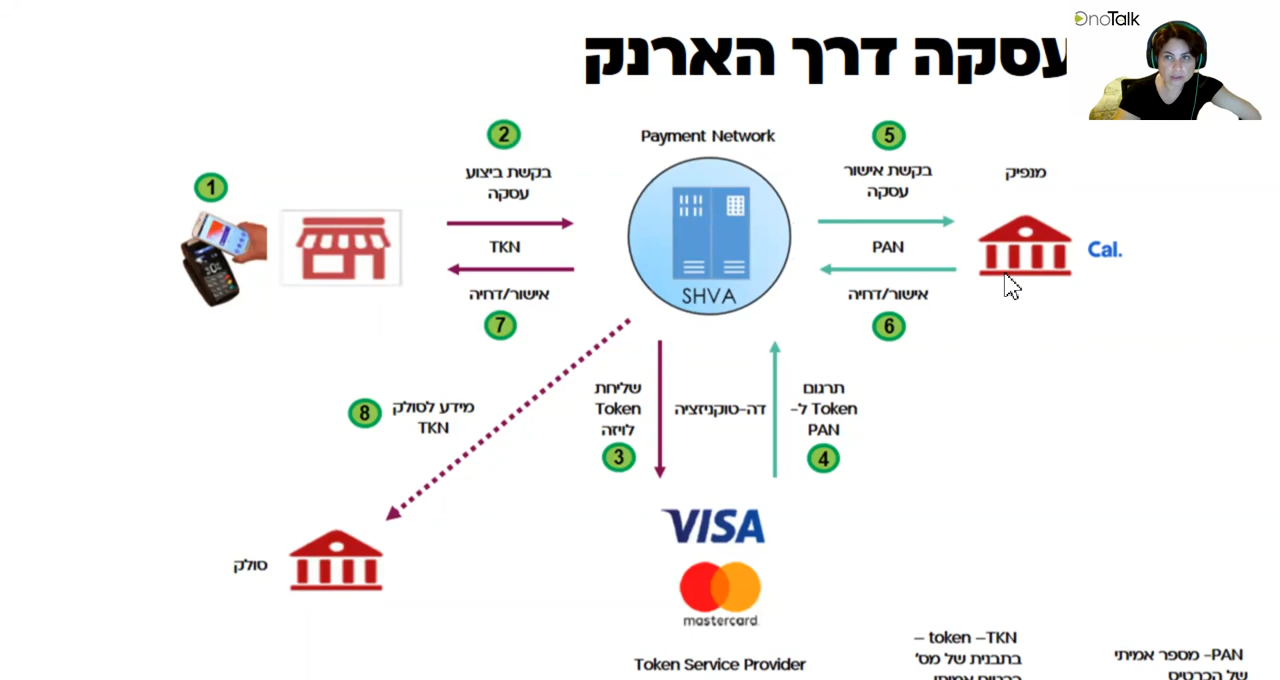 OnoTalk
עסקה דרך הארנק
Payment Network
1
2
בקשת ביצוע
עסקה
TKN
אישור/דחיה
7
SHVA
5
בקשת אישור
עסקה
PAN
אישור/דחיה
6
מנפיק
Cal.
8
מידע לסולק
TKN
שליחת
Token
לויזה
3
דה-טוקניזציה
תרגום
Token ל-
PAN
4
סולק
VISA
mastercard
Token Service Provider
TKN– token –
בתבנית של מס'
כרטיס אמיתי
PAN- מספר אמיתי
של הכרטיס